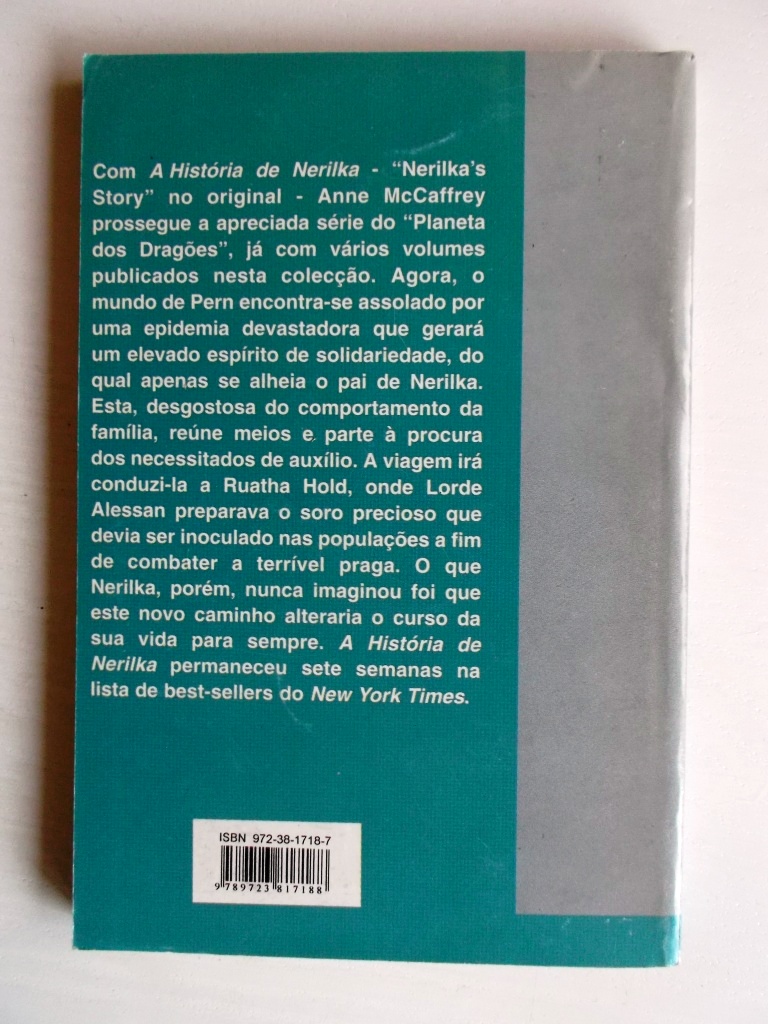 Com A História de Nerilka - “Nerilka’s
Story” no original - Anne McCaffrey
prossegue a apreciada série do “Planeta
dos Dragões”, já com vários volumes
publicados nesta colecção. Agora, o
mundo de Pern encontra-se assolado por
uma epidemia devastadora que gerará
um elevado espírito de solidariedade, do
qual apenas se alheia o pai de Nerilka.
Esta, desgostosa do comportamento da
família, reúne meios e parte à procura
dos necessitados de auxílio. A viagem irá
conduzi-la a Ruatha Hold, onde Lorde
Alessan preparava o soro precioso que
devia ser inoculado nas populações a fim
de combater a terrível praga. O que
Nerilka, porém, nunca imaginou foi que
este novo caminho alteraria o curso da
sua vida para sempre. A História de
Nerilka permaneceu sete semanas na
lista de best-sellers do New York Times.
ISBN 972-38-1718-7
9 789723 817188